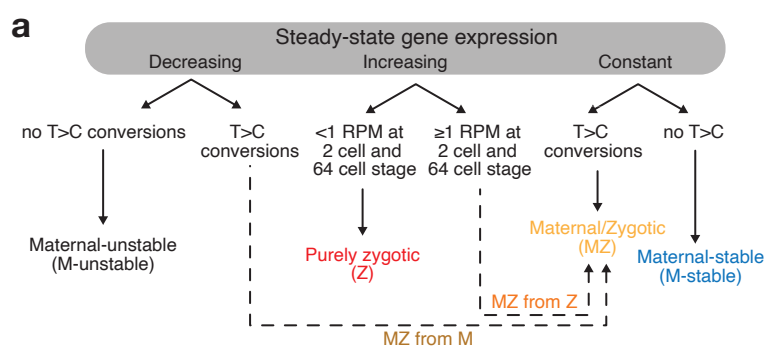 a
Steady-state gene expression
Decreasing Increasing Constant
no T>C conversions
T>C
conversions
<1 RPM at
2 cell and
64 cell stage
≥1 RPM at
2 cell and
64 cell stage
T>C
conversions
no T>C
Maternal-unstable
(M-unstable)
Purely zygotic
(Z)
Maternal/Zygotic
(MZ)
Maternal-stable
(M-stable)
MZ from Z
MZ from M